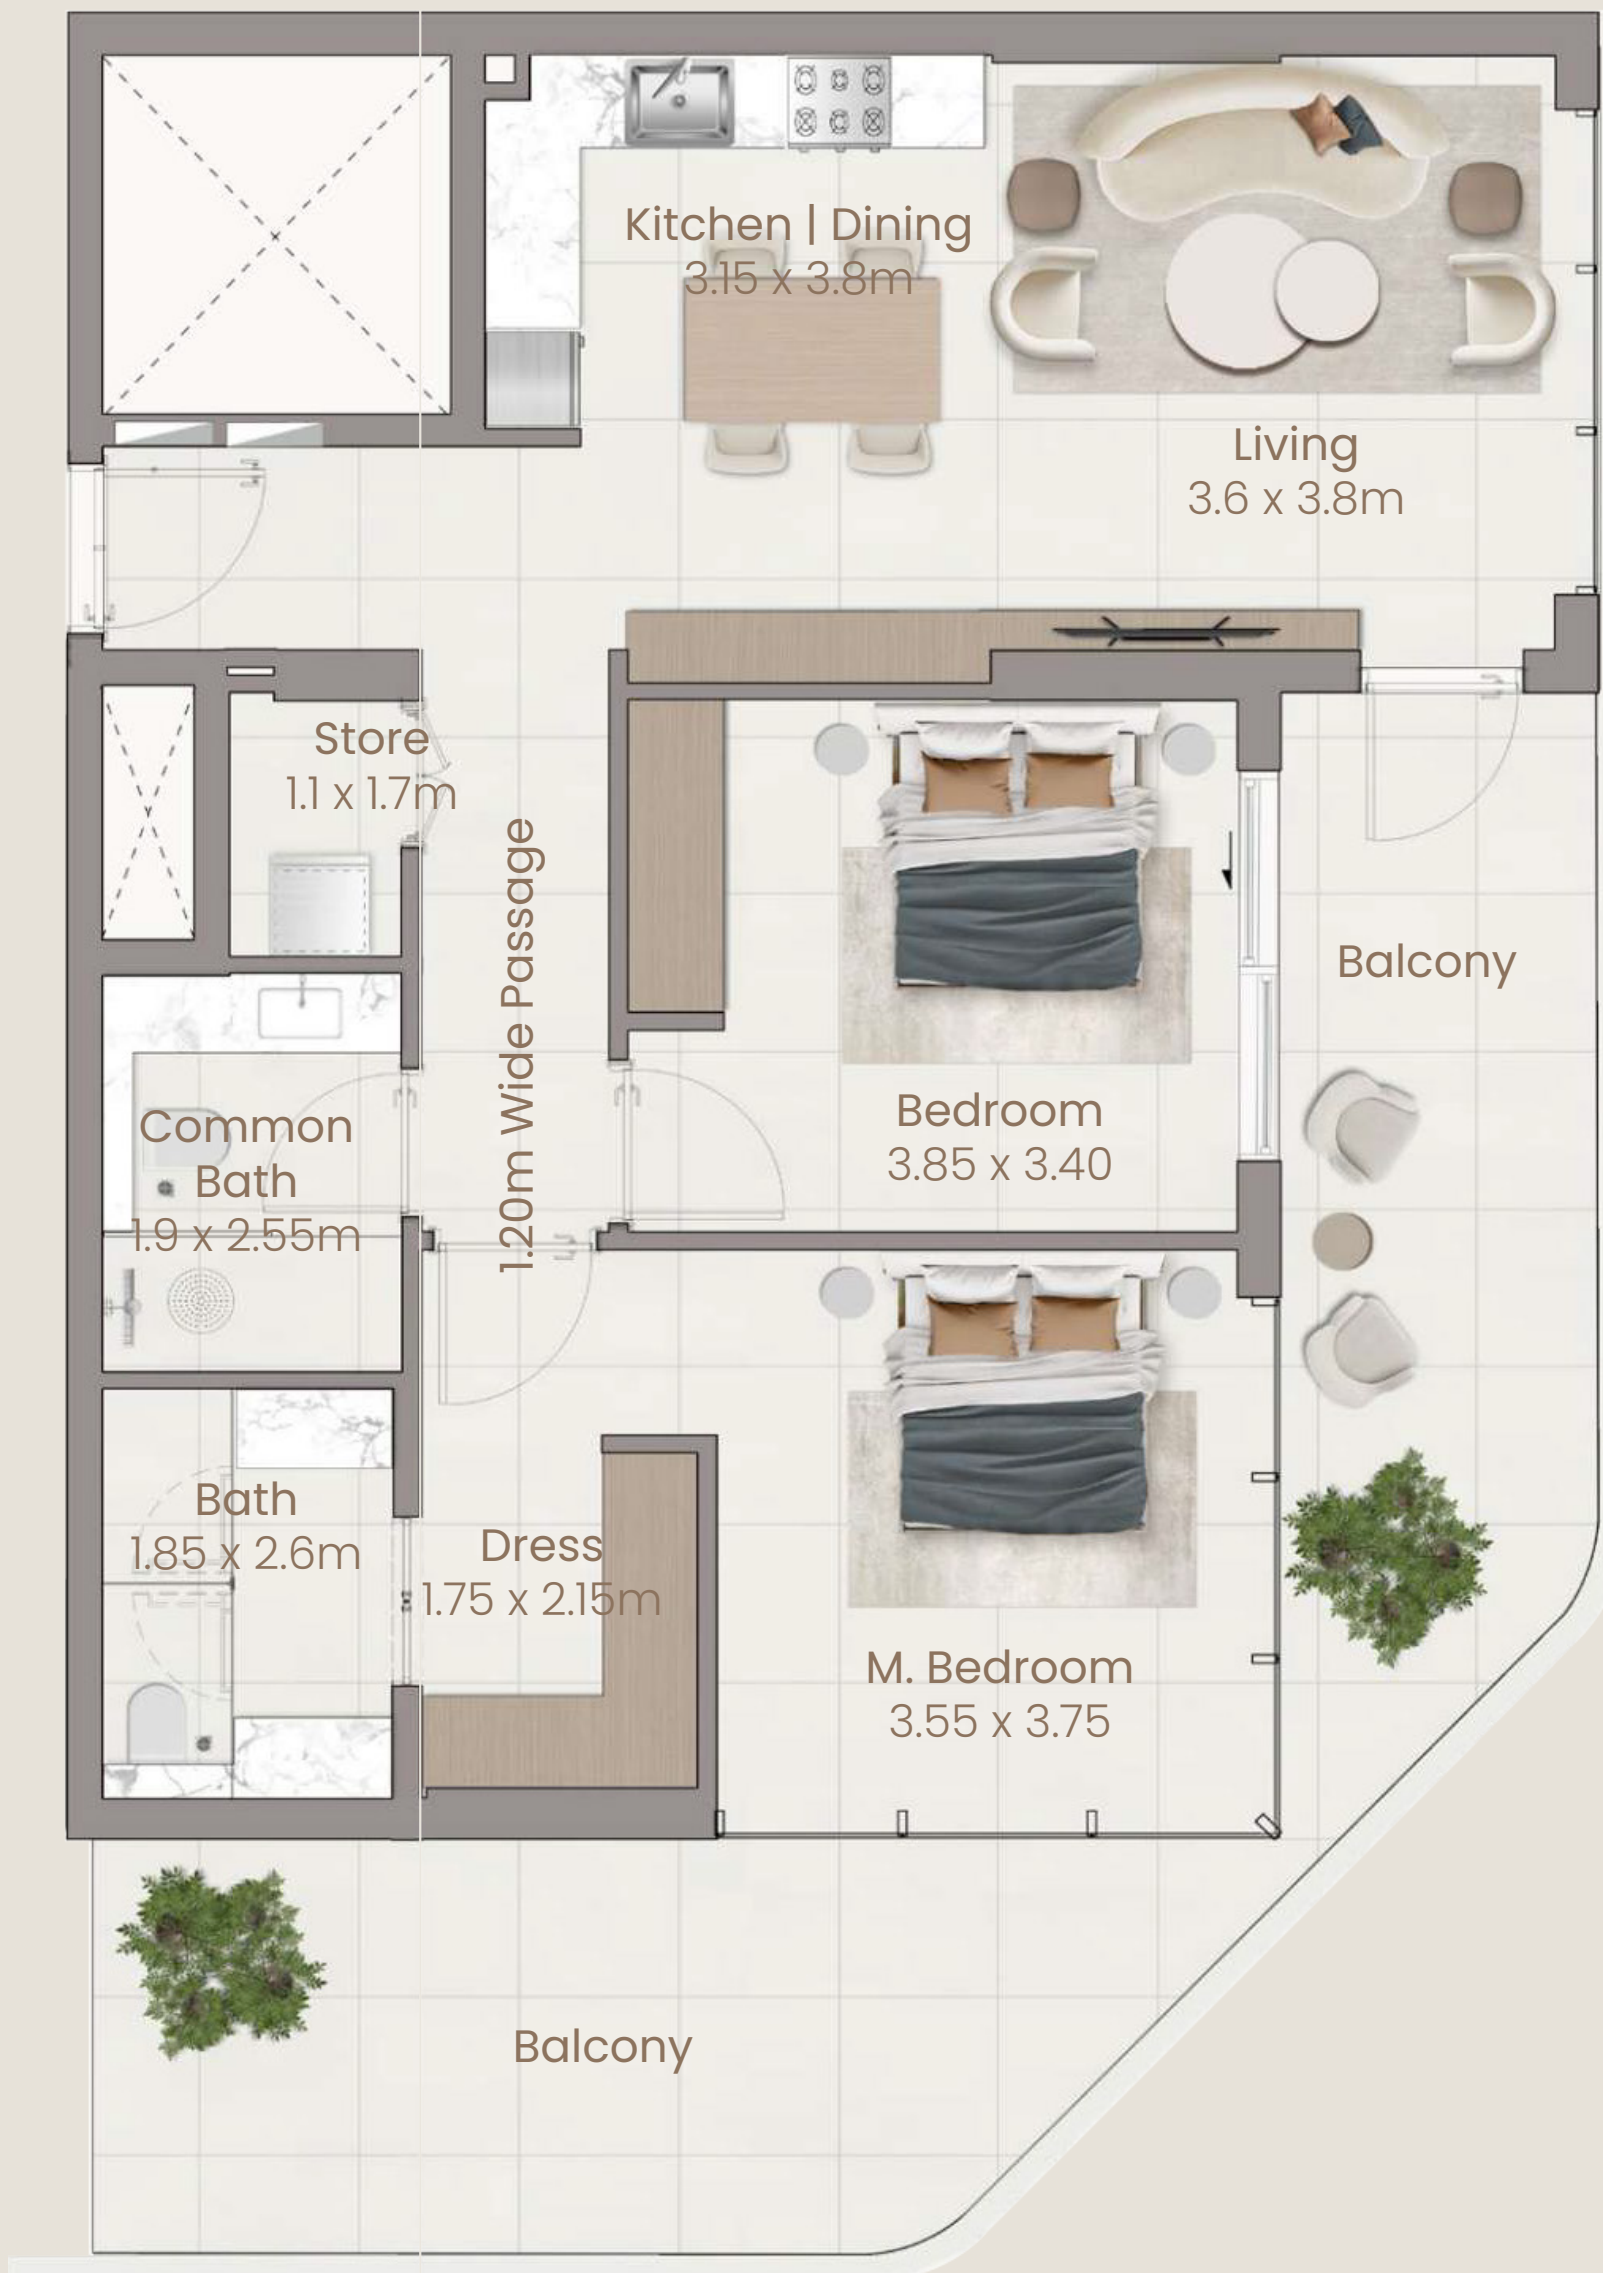 Kitchen | Dining
3.15 x 3.8m
Living
3.6 x 3.8m
Store
1.1 x 1.7m
1.20m Wide Passage
Balcony
Bedroom
3.85 x 3.40
Common
Bath
1.9 x 2.55m
Bath
1.85 x 2.6m
Dress
1.75 x 2.15m
M. Bedroom
3.55 x 3.75
Balcony